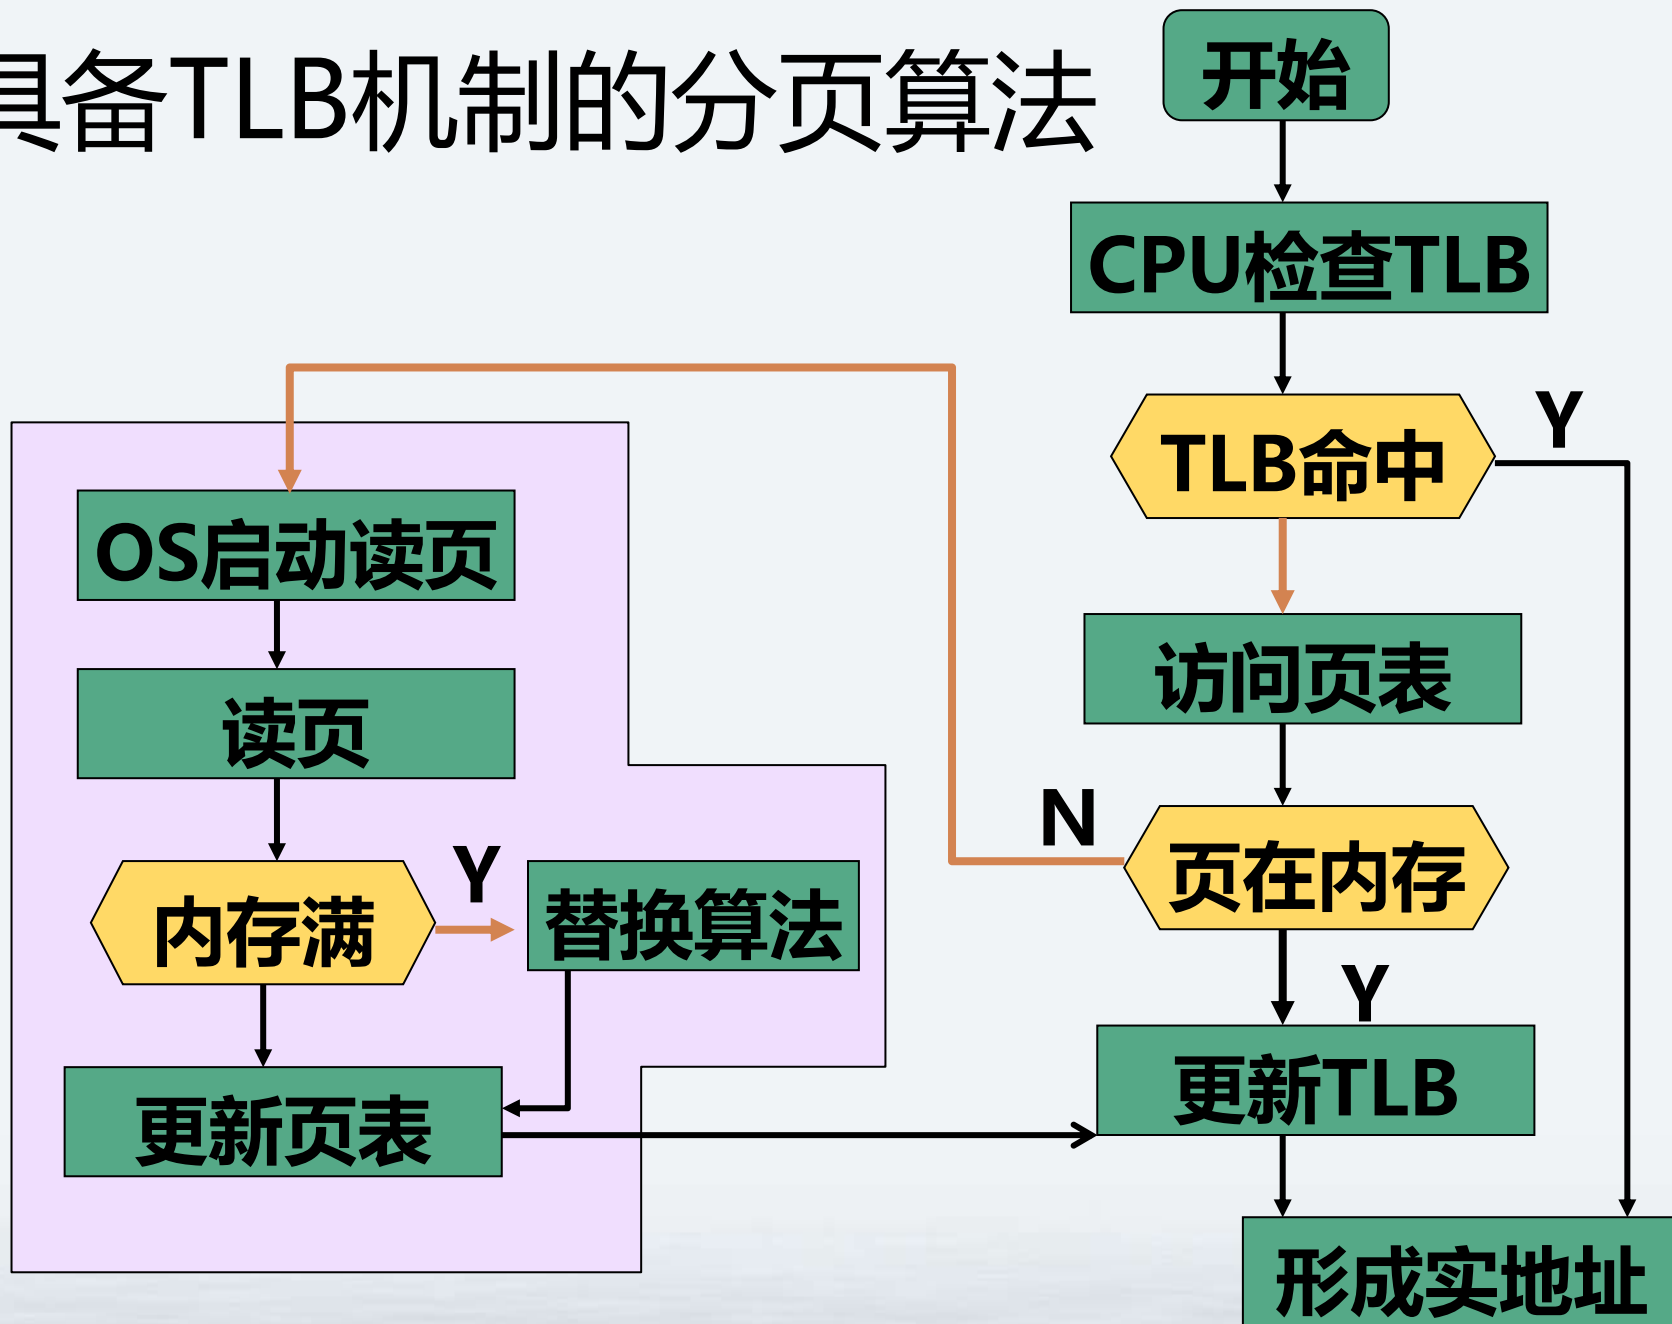 具备TLB机制的分页算法
开始
CPU检查TLB
TLB命中
Y
OS启动读页
访问页表
读页
N
页在内存
内存满
Y
替换算法
Y
更新TLB
更新页表
形成实地址